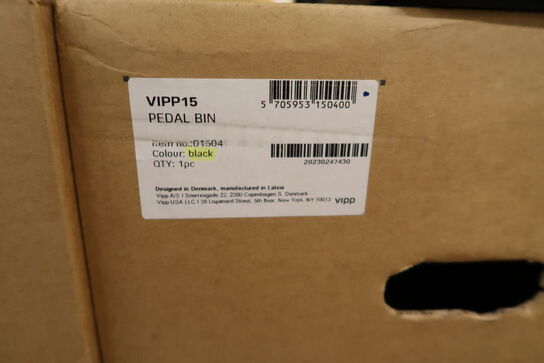 VIPP15
PEDAL BIN
5 705953 150400
Item no.:01504
Colour: black
QTY: 1pc
20230247430
Designed in Denmark, manufactured in Latvia
Vipp A/S I Snorresgade 22, 2300 Copenhagen S. Denmark
Vipp USA LLC I 39 Lispenard Street, 5th floor, New York, NY 10013
vipp